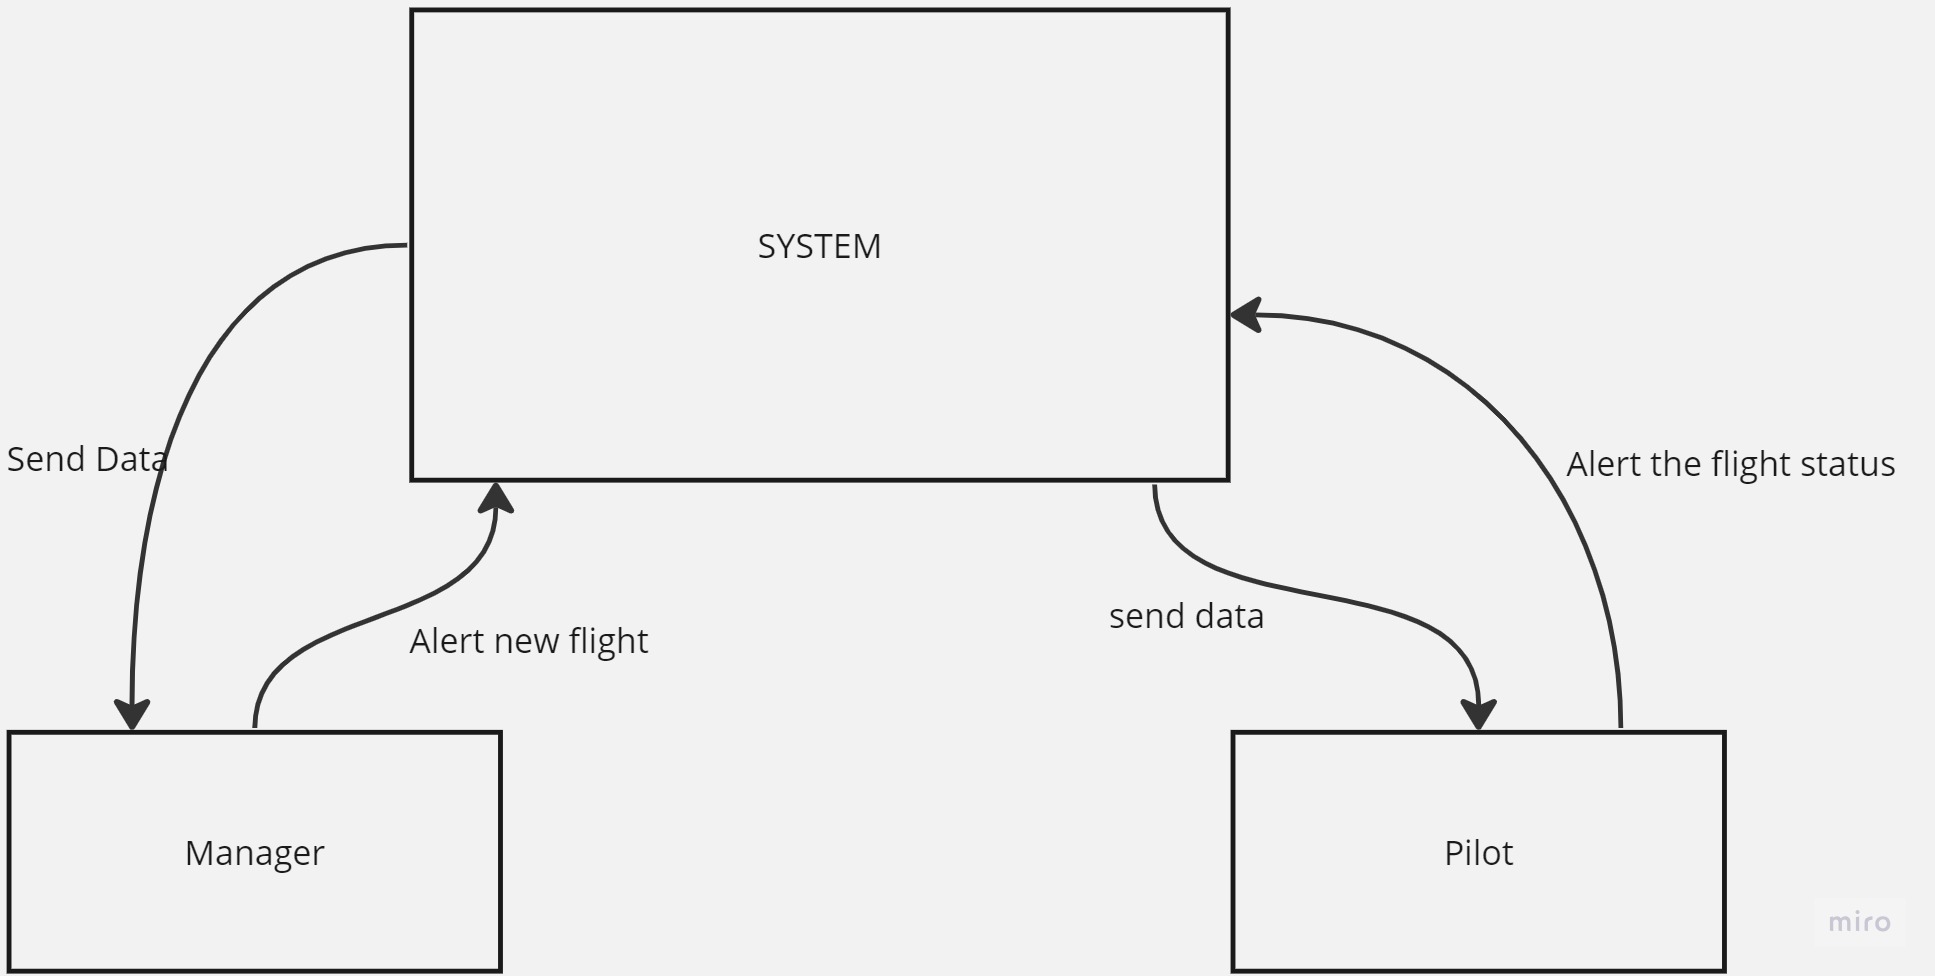 SYSTEM
Send Data
Alert the flight status
send data
Alert new flight
Manager
Pilot
miro